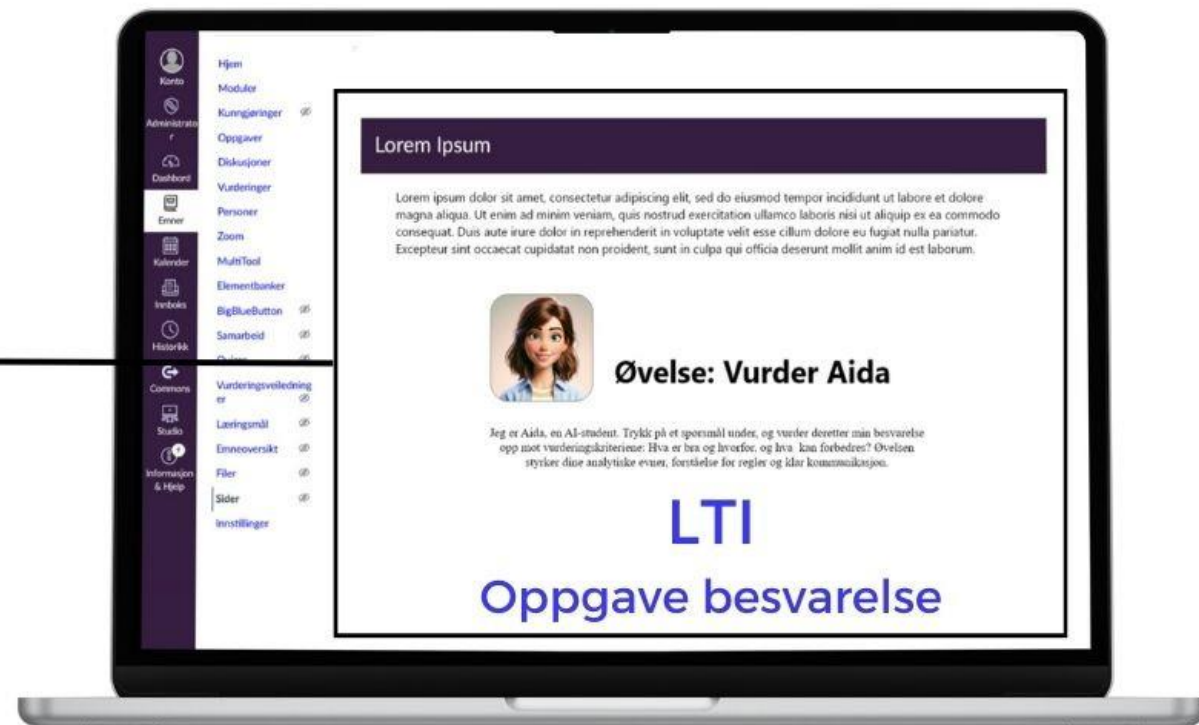 Konto
Administrato
r
Dashbord
Emner
Kalender
Innboks
Historikk
Commons
Studio
Informasjon
& Hjelp
Hjem
Moduler
Kunngjøringer
Oppgaver
Diskusjoner
Vurderinger
Personer
Zoom
MultiTool
Elementbanker
BigBlueButton
Samarbeid
Vurderingsveiledning
er
Læringsmål
Emneoversikt
Filer
Sider
Innstillinger
Lorem Ipsum
Lorem ipsum dolor sit amet, consectetur adipiscing elit, sed do eiusmod tempor incididunt ut labore et dolore
magna aliqua. Ut enim ad minim veniam, quis nostrud exercitation ullamco laboris nisi ut aliquip ex ea commodo
consequat. Duis aute irure dolor in reprehenderit in voluptate velit esse cillum dolore eu fugiat nulla pariatur.
Excepteur sint occaecat cupidatat non proident, sunt in culpa qui officia deserunt mollit anim id est laborum.
Øvelse: Vurder Aida
Jeg er Aida, en AI-student. Trykk på et spørsmål under, og vurder deretter min besvarelse
opp mot vurderingskriteriene: Hva er bra og hvorfor, og hva kan forbedres? Øvelsen
styrker dine analytiske evner, forståelse for regler og klar kommunikasjon.
LTI
Oppgave besvarelse